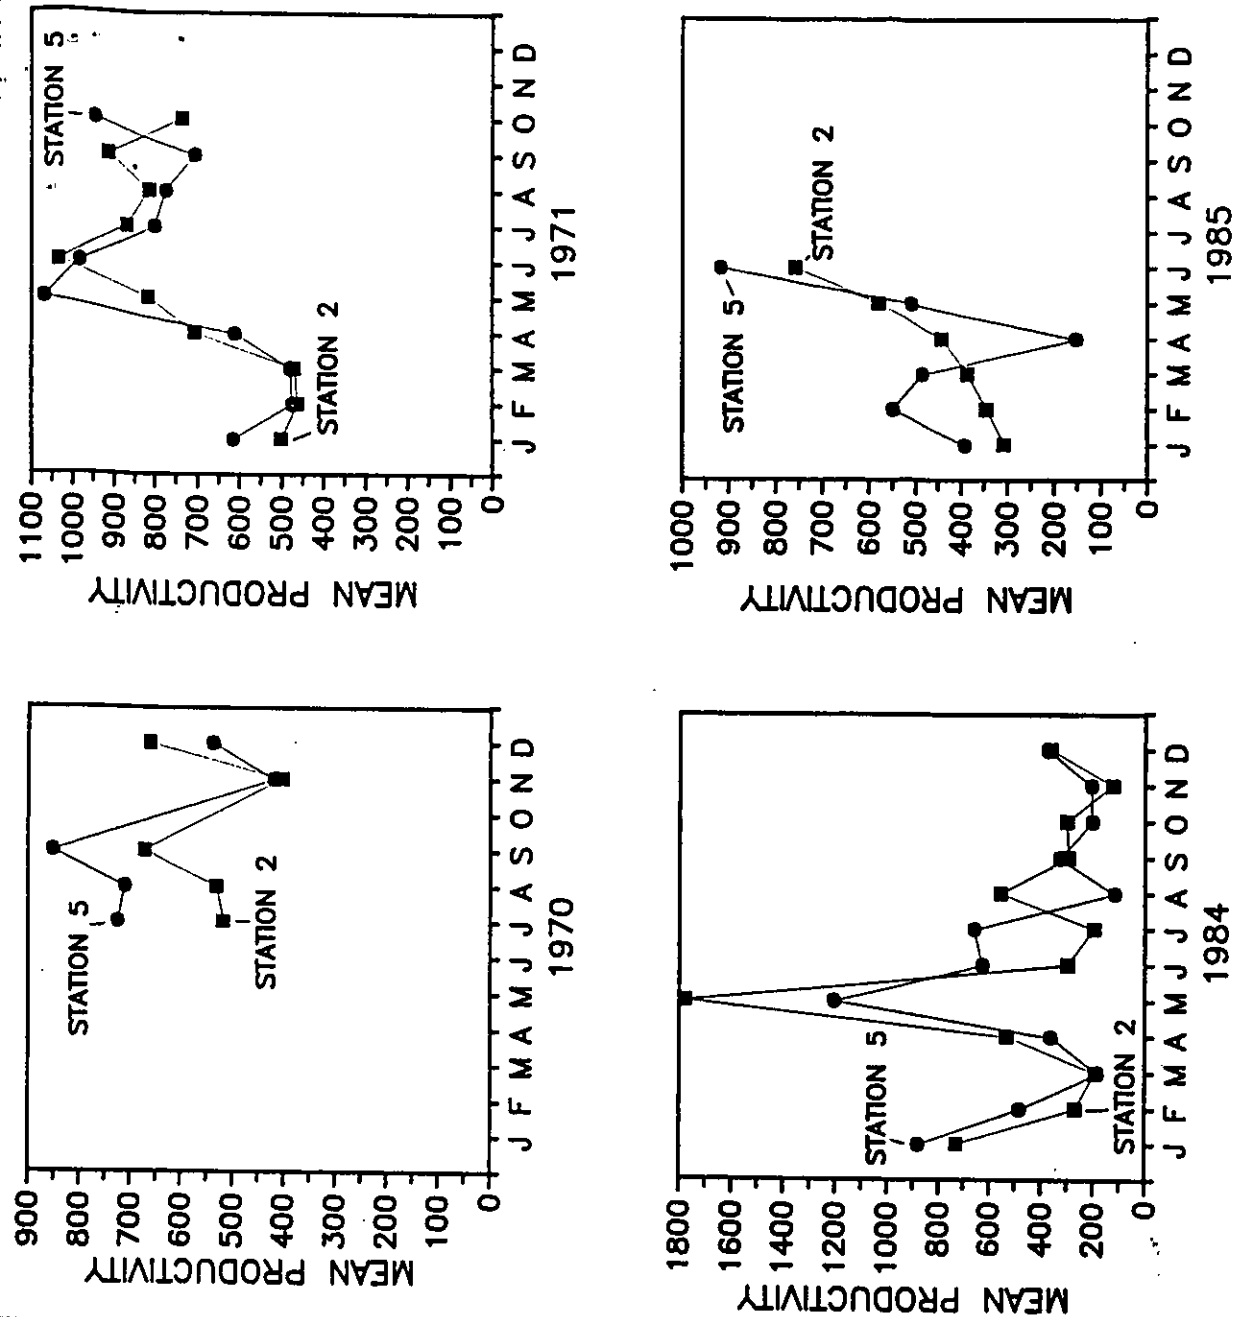 900
800
700
600
500
400
300
200
100
0
MEAN PRODUCTIVITY
STATION 5
STATION 2
J F M A M J J A S O N D
1970
1100
1000
900
800
700
600
500
400
300
200
100
0
MEAN PRODUCTIVITY
STATION 5
STATION 2
J F M A M J J A S O N D
1971
1800
1600
1400
1200
1000
800
600
400
200
0
MEAN PRODUCTIVITY
STATION 5
STATION 2
J F M A M J J A S O N D
1984
1000
900
800
700
600
500
400
300
200
100
0
MEAN PRODUCTIVITY
STATION 5
STATION 2
J F M A M J J A S O N D
1985